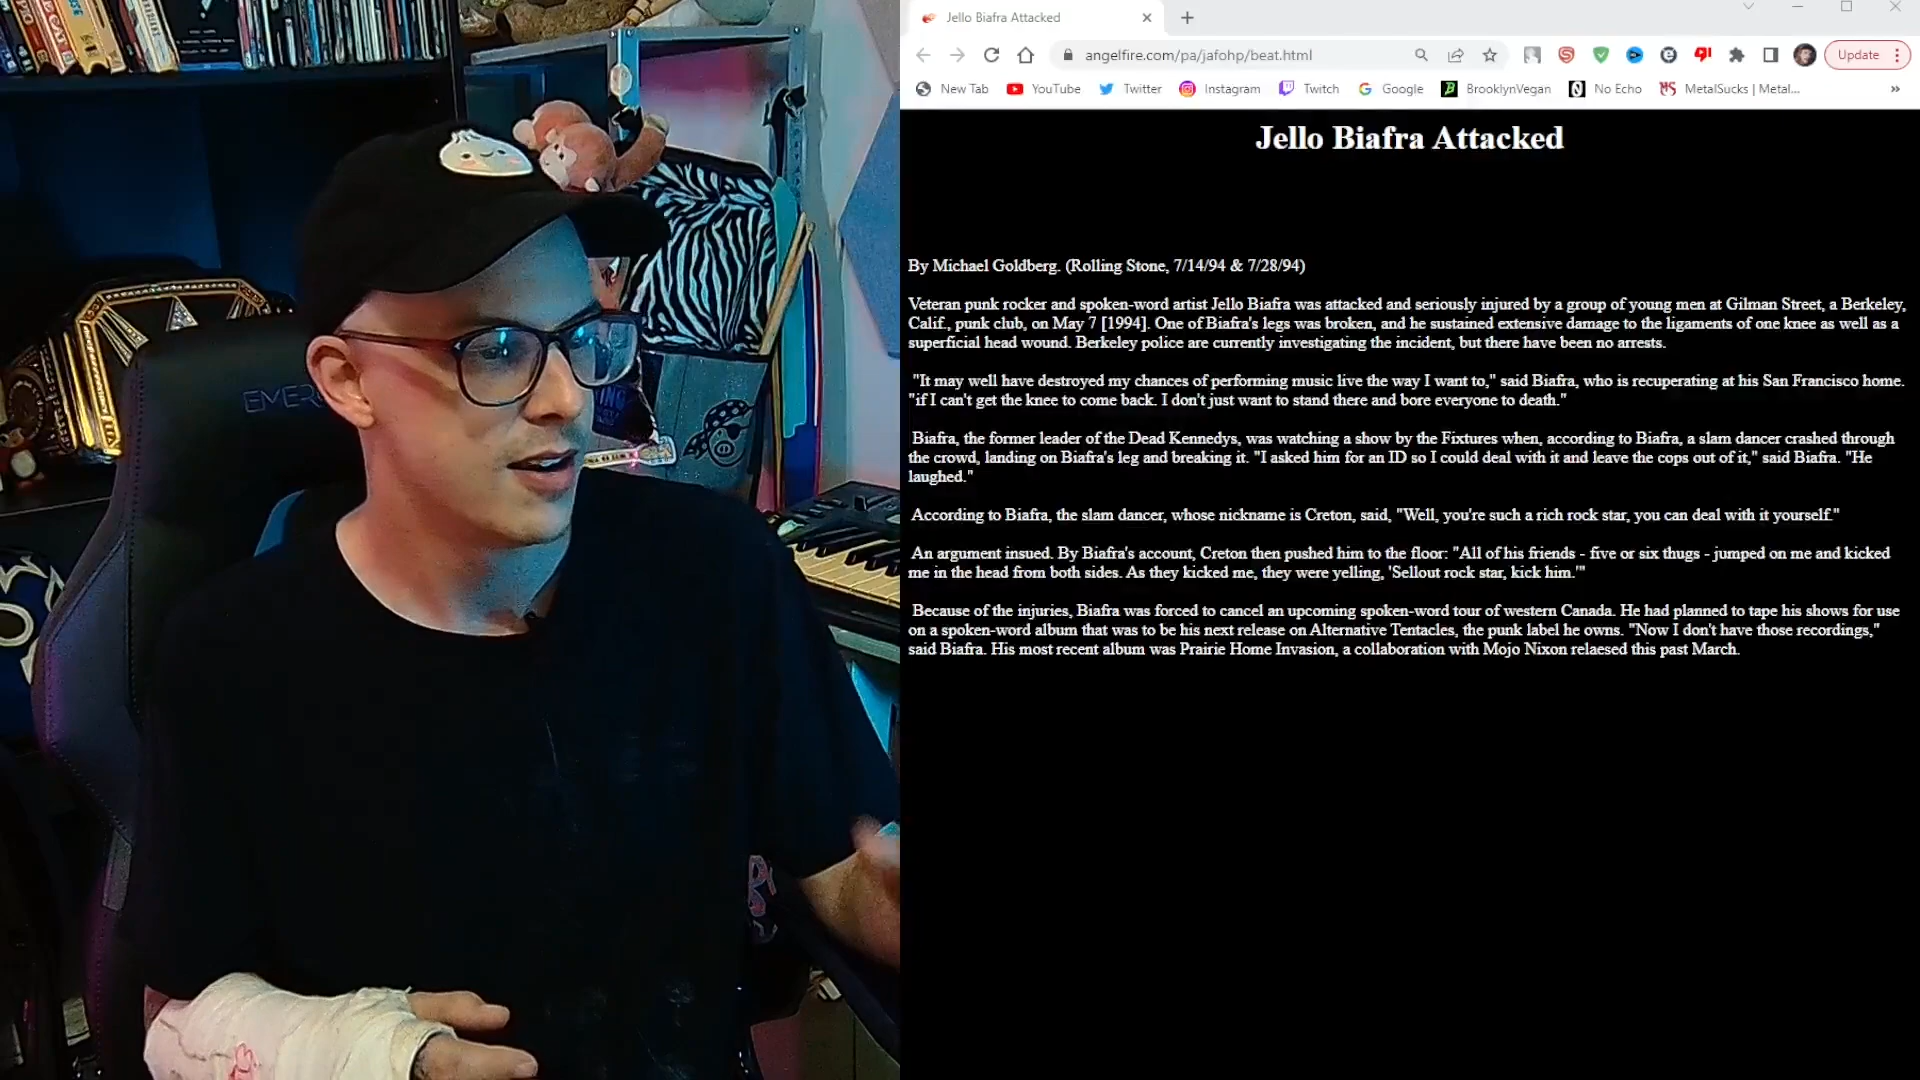 Jello Biafra Attacked
angelfire.com/pa/jafohp/beat.html
Update
New Tab
YouTube
Twitter
Instagram
Twitch
Google
BrooklynVegan
No Echo
MetalSucks | Metal...
»
Jello Biafra Attacked
By Michael Goldberg. (Rolling Stone, 7/14/94 & 7/28/94)
Veteran punk rocker and spoken-word artist Jello Biafra was attacked and seriously injured by a group of young men at Gilman Street, a Berkeley,
Calif., punk club, on May 7 [1994]. One of Biafra's legs was broken, and he sustained extensive damage to the ligaments of one knee as well as a
superficial head wound. Berkeley police are currently investigating the incident, but there have been no arrests.
"It may well have destroyed my chances of performing music live the way I want to," said Biafra, who is recuperating at his San Francisco home.
"if I can't get the knee to come back. I don't just want to stand there and bore everyone to death."
Biafra, the former leader of the Dead Kennedys, was watching a show by the Fixtures when, according to Biafra, a slam dancer crashed through
the crowd, landing on Biafra's leg and breaking it. "I asked him for an ID so I could deal with it and leave the cops out of it," said Biafra. "He
laughed."
According to Biafra, the slam dancer, whose nickname is Creton, said, "Well, you're such a rich rock star, you can deal with it yourself."
An argument insued. By Biafra's account, Creton then pushed him to the floor: "All of his friends - five or six thugs - jumped on me and kicked
me in the head from both sides. As they kicked me, they were yelling, 'Sellout rock star, kick him.'"
Because of the injuries, Biafra was forced to cancel an upcoming spoken-word tour of western Canada. He had planned to tape his shows for use
on a spoken-word album that was to be his next release on Alternative Tentacles, the punk label he owns. "Now I don't have those recordings,"
said Biafra. His most recent album was Prairie Home Invasion, a collaboration with Mojo Nixon relaesed this past March.